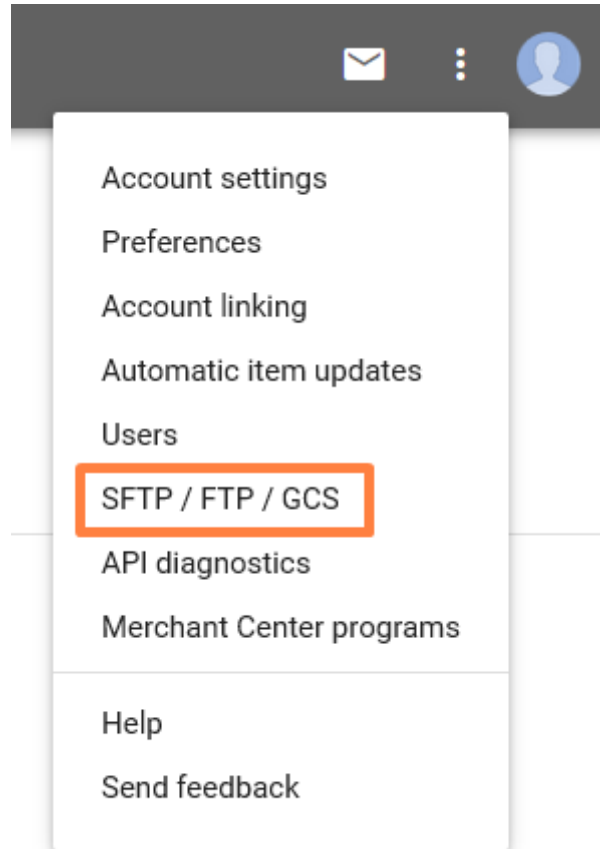 Account settings
Preferences
Account linking
Automatic item updates
Users
SFTP / FTP / GCS
API diagnostics
Merchant Center programs
Help
Send feedback